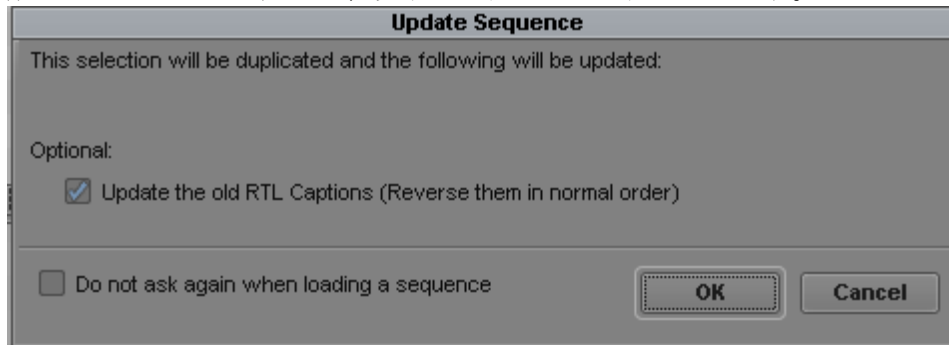 Update Sequence
This selection will be duplicated and the following will be updated:
Optional:
Update the old RTL Captions (Reverse them in normal order)
Do not ask again when loading a sequence
OK
Cancel